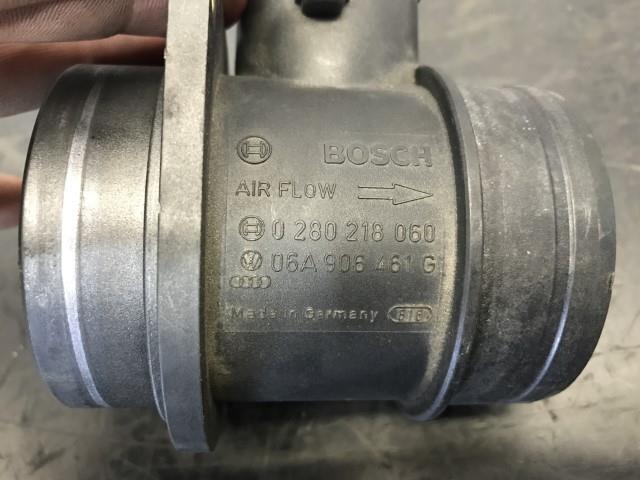 BOSCH
AIR FLOW
0 280 218 060
06A 906 461 G
Made in Germany